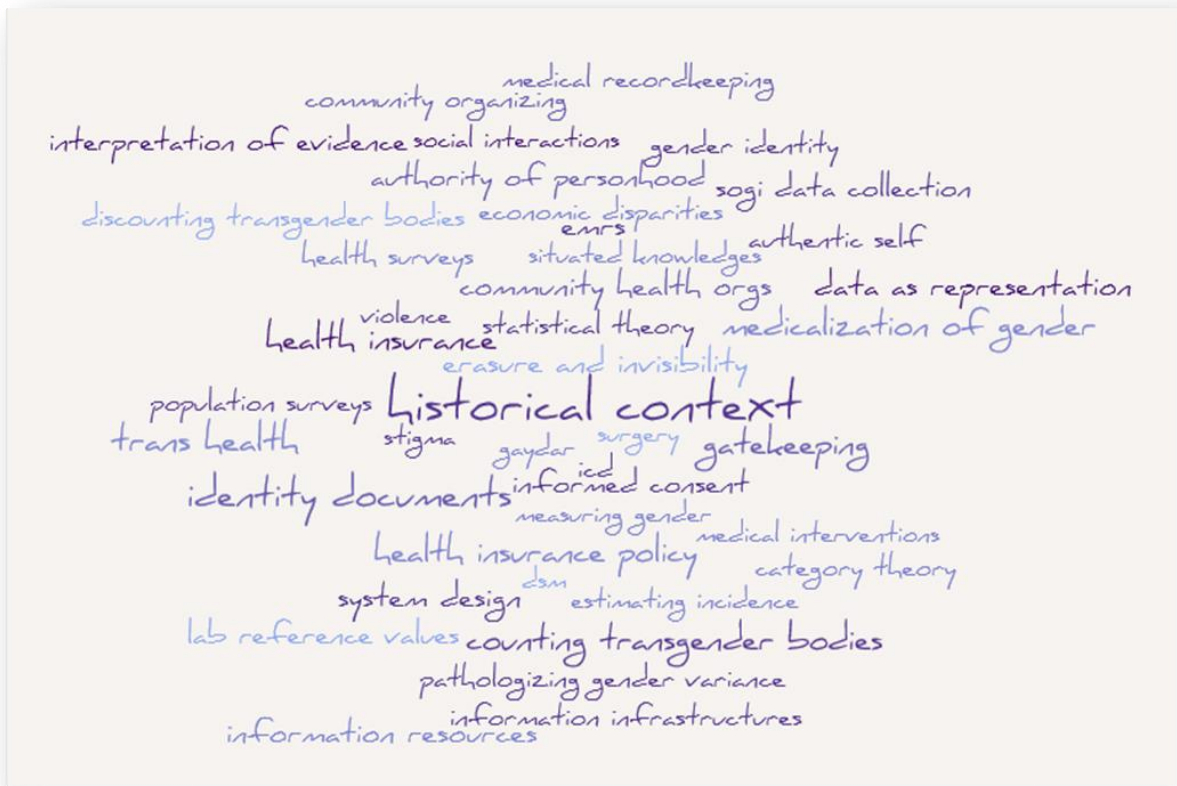 medical recordkeeping
community organizing
interpretation of evidence social interactions gender identity
authority of personhood sogi data collection
discounting transgender bodies economic disparities
emrs authentic self
health surveys situated knowledges
community health orgs data as representation
violence
health insurance statistical theory medicalization of gender
erasure and invisibility
population surveys historical context
trans health stigma gaydar surgery gatekeeping
icd
identity documents informed consent
measuring gender
medical interventions
health insurance policy category theory
dsm
system design estimating incidence
lab reference values counting transgender bodies
pathologizing gender variance
information infrastructures
information resources